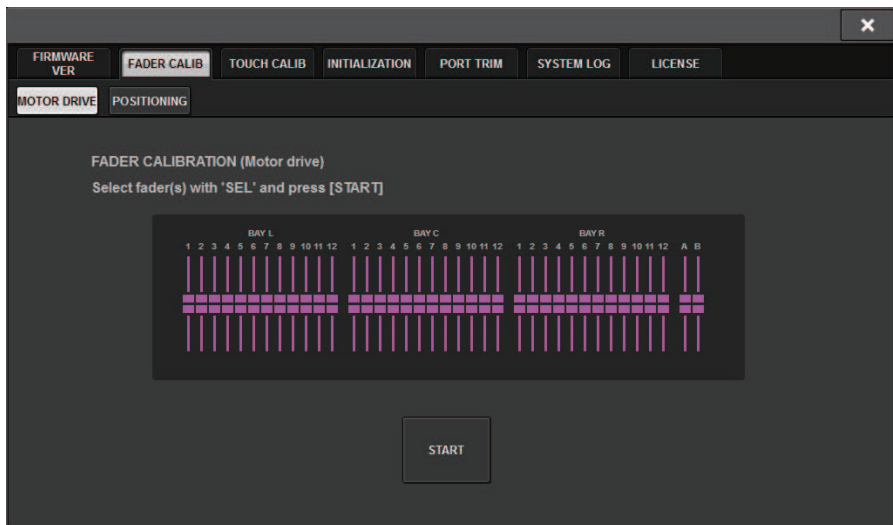 ×
FIRMWARE VER FADER CALIB TOUCH CALIB INITIALIZATION PORT TRIM SYSTEM LOG LICENSE
MOTOR DRIVE POSITIONING
FADER CALIBRATION (Motor drive)
Select fader(s) with 'SEL' and press [START]
BAY L BAY C BAY R
1 2 3 4 5 6 7 8 9 10 11 12 1 2 3 4 5 6 7 8 9 10 11 12 1 2 3 4 5 6 7 8 9 10 11 12 A B
START